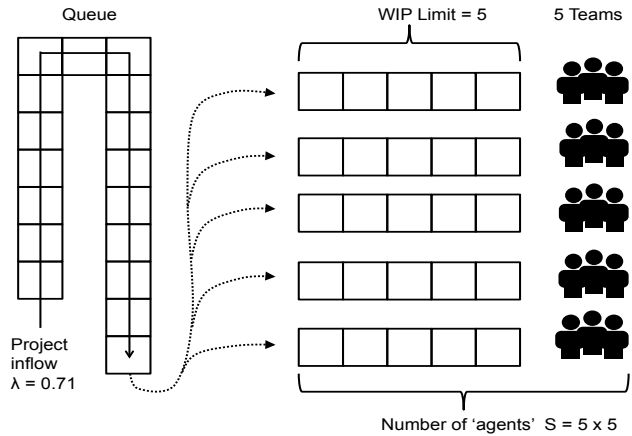 Queue
WIP Limit = 5
5 Teams
Project
inflow
λ = 0.71
Number of ‘agents’ S = 5 x 5